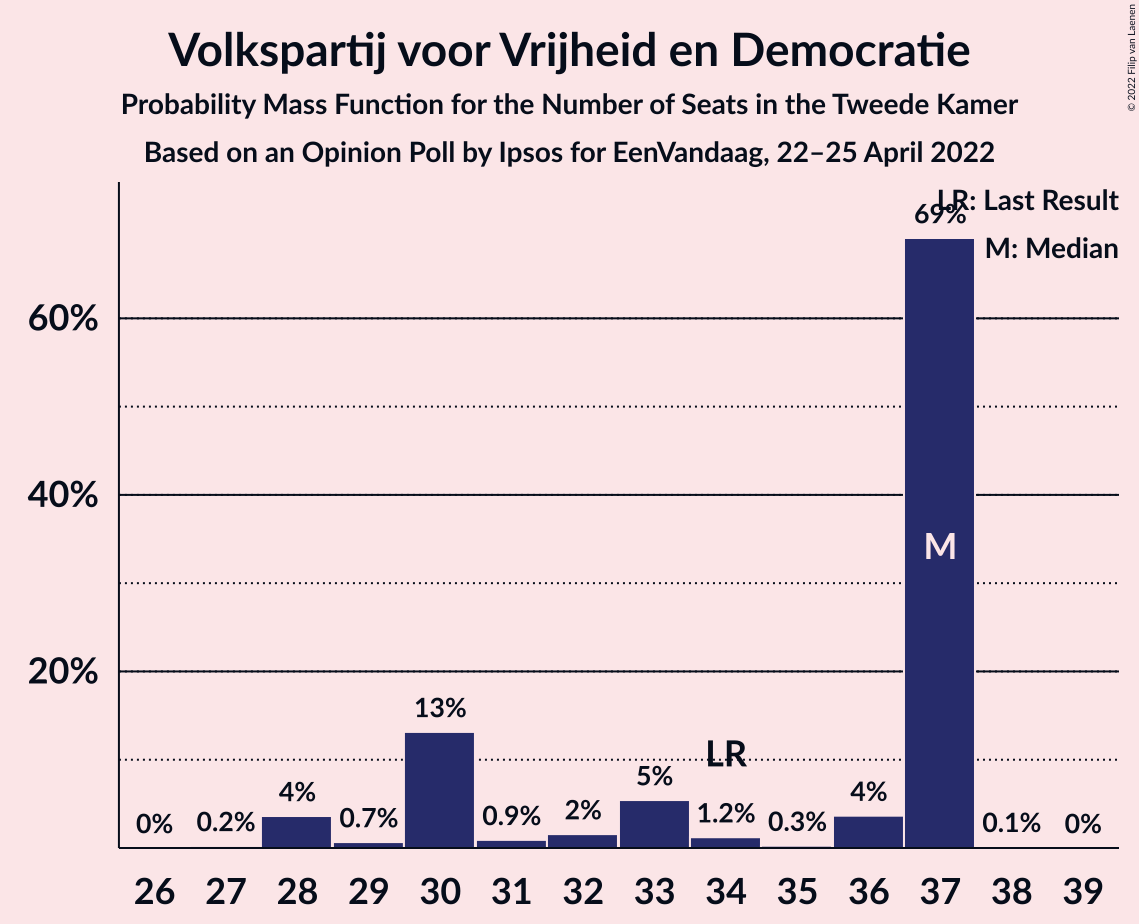 Volkspartij voor Vrijheid en Democratie
Probability Mass Function for the Number of Seats in the Tweede Kamer
Based on an Opinion Poll by Ipsos for EenVandaag, 22–25 April 2022
© 2022 Filip van Laenen
LR: Last Result
M: Median
69%
60%
40%
20%
M
13%
LR
0%
0.2%
4%
0.7%
0.9%
2%
5%
1.2%
0.3%
4%
0.1%
0%
26 27 28 29 30 31 32 33 34 35 36 37 38 39